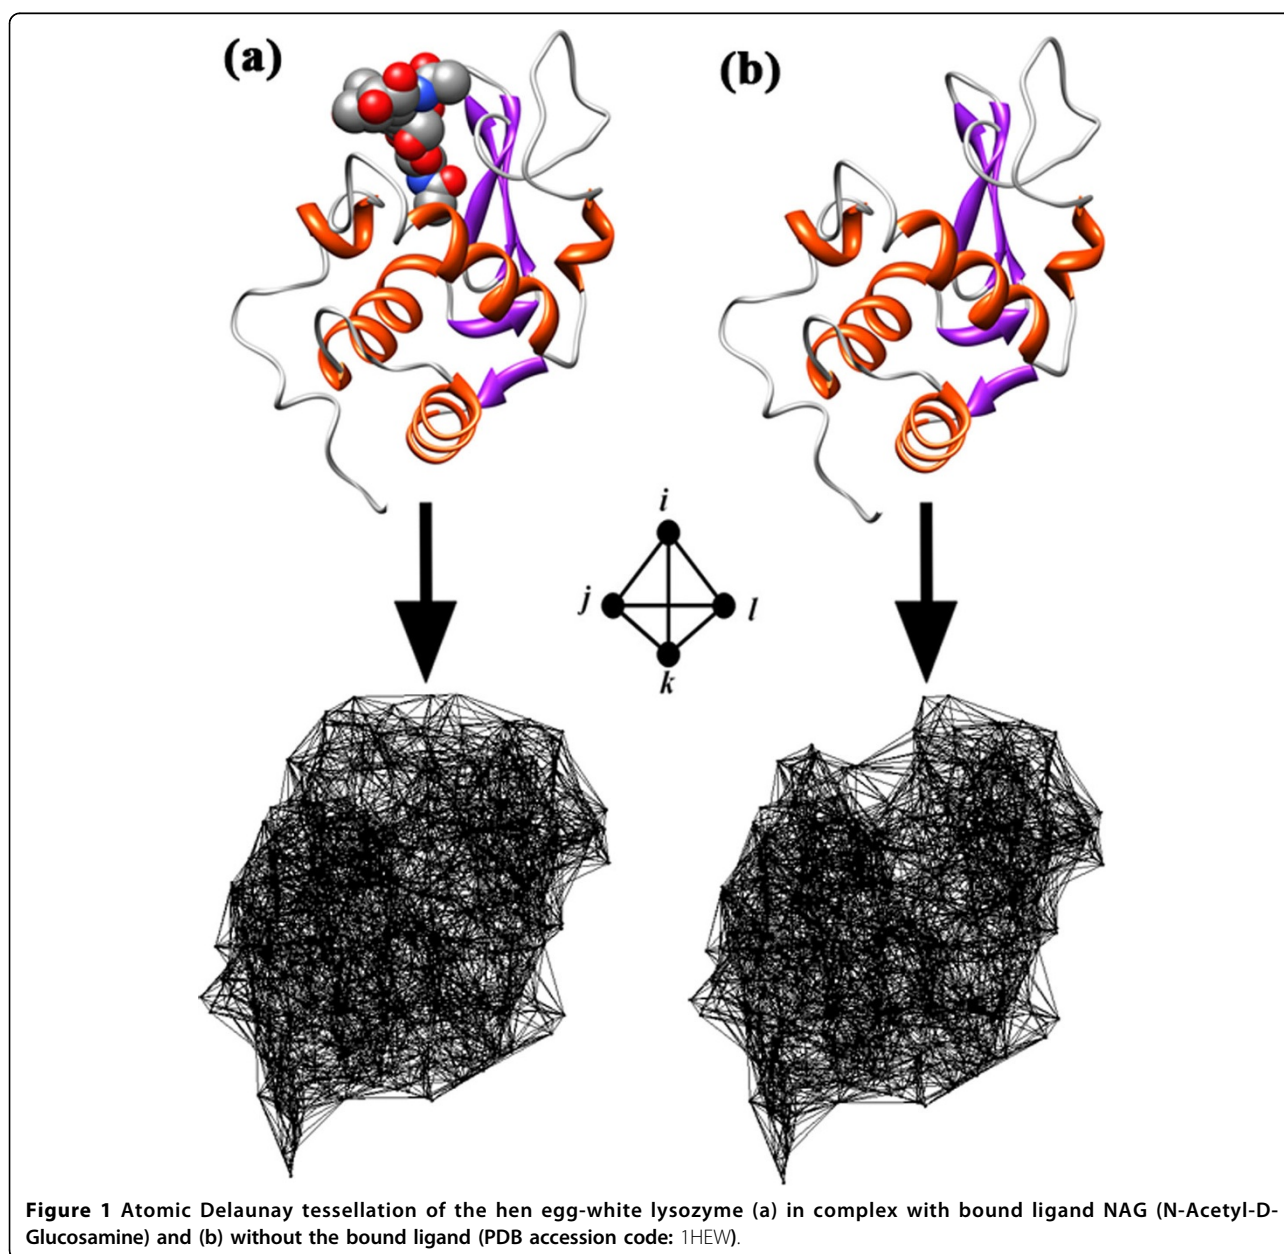 (a)
(b)
i
j
l
k
Figure 1 Atomic Delaunay tessellation of the hen egg-white lysozyme (a) in complex with bound ligand NAG (N-Acetyl-D-
Glucosamine) and (b) without the bound ligand (PDB accession code: 1HEW).